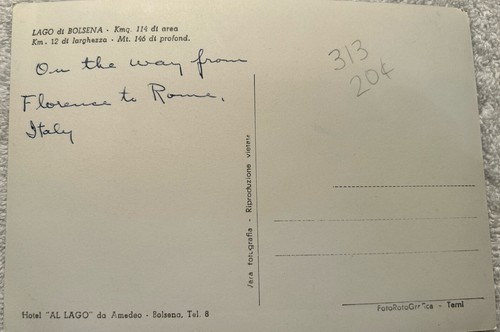 LAGO di BOLSENA - Kmq. 114 di area
Km. 12 di larghezza - Mt. 146 di profond.
On the way from
Florence to Rome,
Italy
313
20¢
Vera fotografia - Riproduzione vietata
Hotel "AL LAGO" da Amedeo - Bolsena, Tel. 8
FotoRotoGrafica - Terni